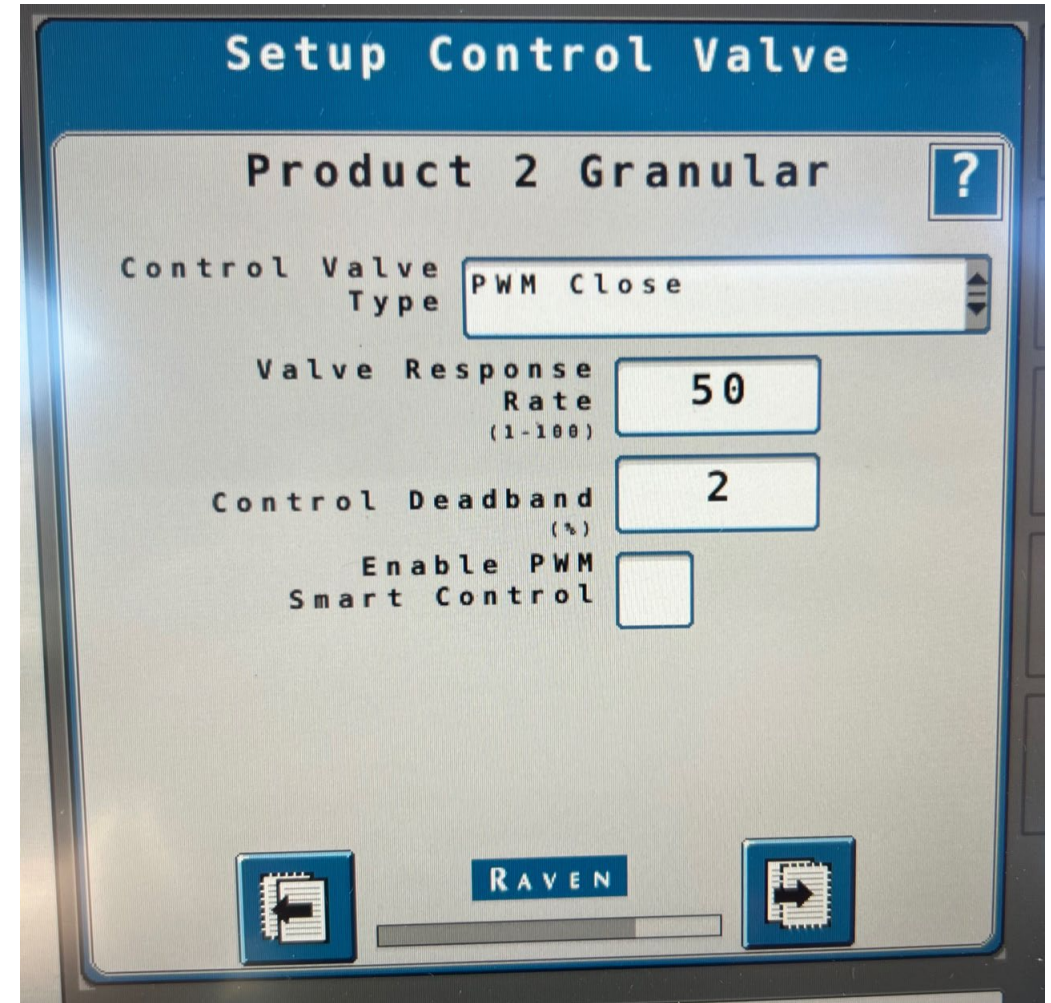 Setup Control Valve
Product 2 Granular
?
Control Valve
Type
PWM Close
Valve Response
Rate
(1-100)
50
Control Deadband
(%)
2
Enable PWM
Smart Control
RAVEN